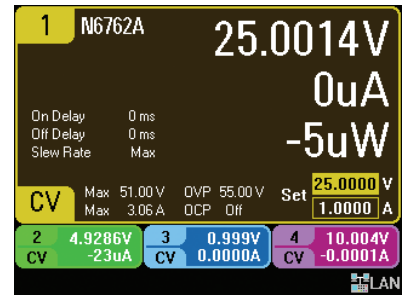 1 N6762A 25.0014V
0uA
On Delay 0 ms
Off Delay 0 ms
-5uW
Slew Rate Max
CV Max 51.00 V OVP 55.00 V Set 25.0000 V
Max 3.06 A OCP Off 1.0000 A
2 4.9286V 3 0.999V 4 10.004V
CV -23uA CV 0.0000A CV -0.0001A
LAN